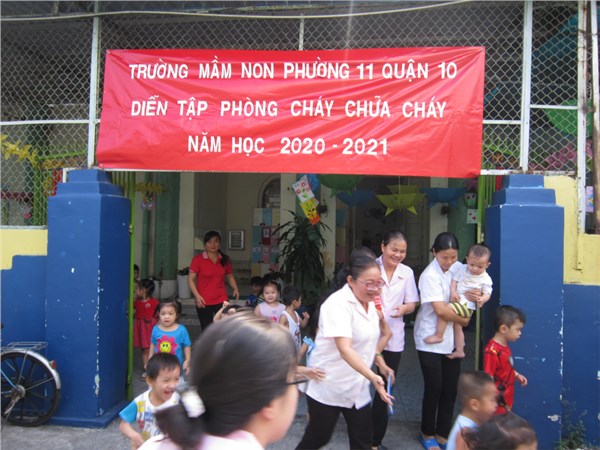 TRƯỜNG MẦM NON PHƯỜNG 11 QUẬN 10
DIỄN TẬP PHÒNG CHÁY CHỮA CHÁY
NĂM HỌC 2020 - 2021